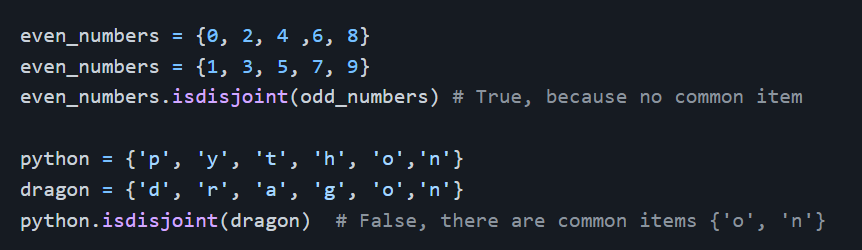 even_numbers = {0, 2, 4 ,6, 8}
even_numbers = {1, 3, 5, 7, 9}
even_numbers.isdisjoint(odd_numbers) # True, because no common item
python = {'p', 'y', 't', 'h', 'o','n'}
dragon = {'d', 'r', 'a', 'g', 'o','n'}
python.isdisjoint(dragon)  # False, there are common items {'o', 'n'}